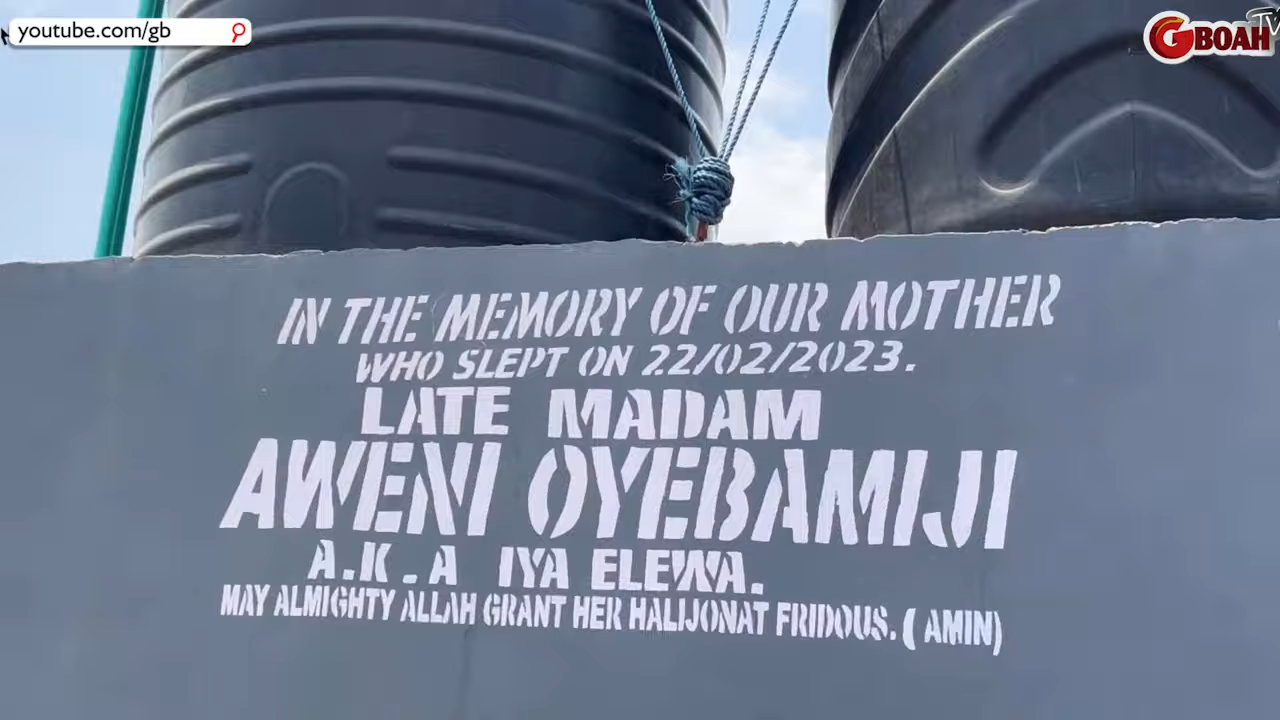 youtube.com/gb
GBOAH TV
IN THE MEMORY OF OUR MOTHER
WHO SLEPT ON 22/02/2023.
LATE MADAM
AWENI OYEBAMIJI
A.K.A IYA ELEWA.
MAY ALMIGHTY ALLAH GRANT HER HALIJONAT FRIDOUS. ( AMIN)